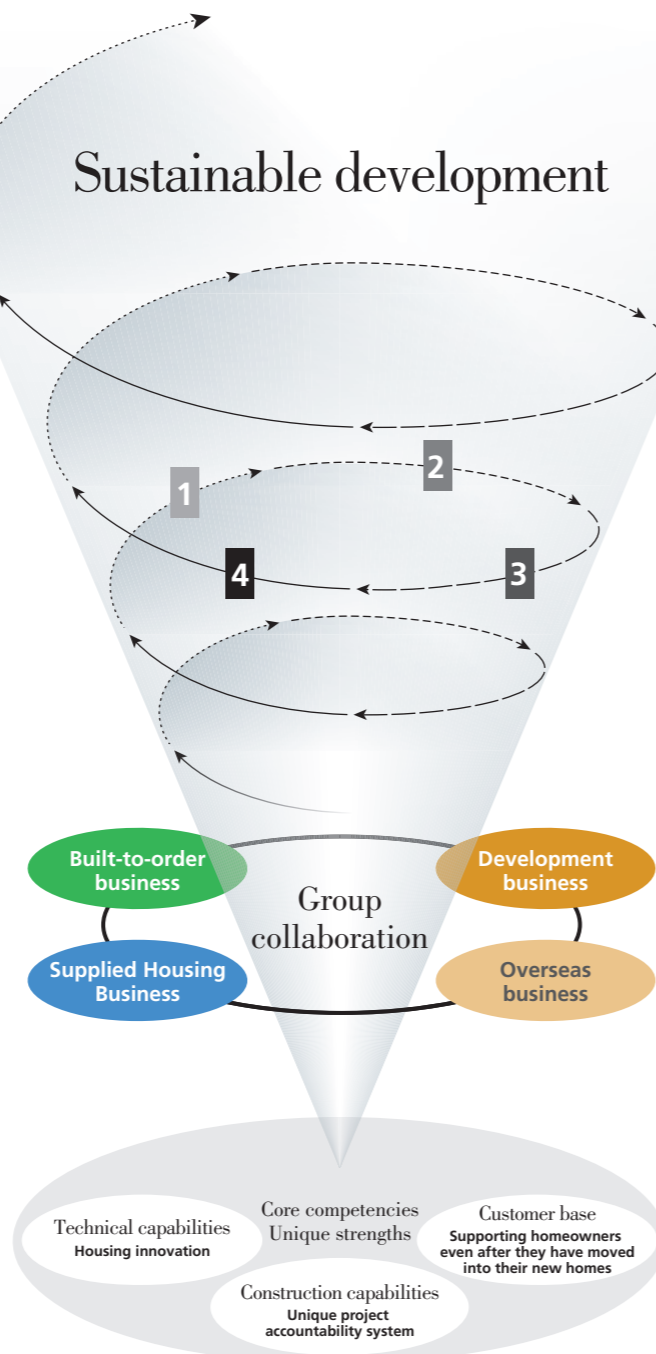 Sustainable development
1
2
4
3
Built-to-order
business
Development
business
Group
collaboration
Supplied Housing
Business
Overseas
business
Core competencies
Unique strengths
Technical capabilities
Housing innovation
Customer base
Supporting homeowners
even after they have moved
into their new homes
Construction capabilities
Unique project
accountability system